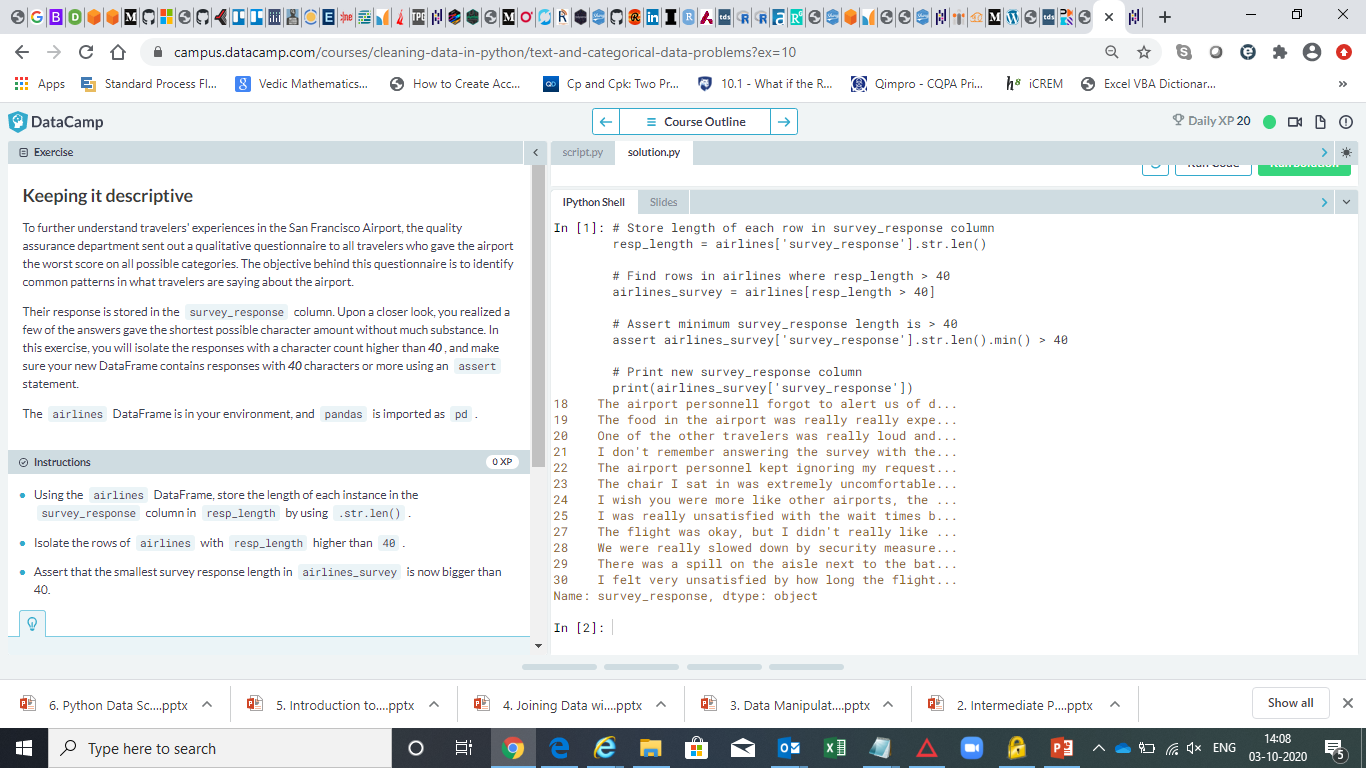 campus.datacamp.com/courses/cleaning-data-in-python/text-and-categorical-data-problems?ex=10
Apps
Standard Process Fl...
Vedic Mathematics...
How to Create Acc...
Cp and Cpk: Two Pr...
10.1 - What if the R...
Qimpro - CQPA Pri...
iCREM
Excel VBA Dictionar...
DataCamp
Course Outline
Daily XP 20
Exercise
script.py
solution.py
Keeping it descriptive
To further understand travelers' experiences in the San Francisco Airport, the quality
assurance department sent out a qualitative questionnaire to all travelers who gave the airport
the worst score on all possible categories. The objective behind this questionnaire is to identify
common patterns in what travelers are saying about the airport.
Their response is stored in the survey_response column. Upon a closer look, you realized a
few of the answers gave the shortest possible character amount without much substance. In
this exercise, you will isolate the responses with a character count higher than 40 , and make
sure your new DataFrame contains responses with 40 characters or more using an assert
statement.
The airlines DataFrame is in your environment, and pandas is imported as pd .
Instructions
0 XP
Using the airlines DataFrame, store the length of each instance in the
survey_response column in resp_length by using .str.len() .
Isolate the rows of airlines with resp_length higher than 40 .
Assert that the smallest survey response length in airlines_survey is now bigger than
40.
IPython Shell
Slides
In [1]: # Store length of each row in survey_response column
resp_length = airlines['survey_response'].str.len()
# Find rows in airlines where resp_length > 40
airlines_survey = airlines[resp_length > 40]
# Assert minimum survey_response length is > 40
assert airlines_survey['survey_response'].str.len().min() > 40
# Print new survey_response column
print(airlines_survey['survey_response'])
18 The airport personnell forgot to alert us of d...
19 The food in the airport was really really expe...
20 One of the other travelers was really loud and...
21 I don't remember answering the survey with the...
22 The airport personnel kept ignoring my request...
23 The chair I sat in was extremely uncomfortable...
24 I wish you were more like other airports, the ...
25 I was really unsatisfied with the wait times b...
27 The flight was okay, but I didn't really like ...
28 We were really slowed down by security measure...
29 There was a spill on the aisle next to the bat...
30 I felt very unsatisfied by how long the flight...
Name: survey_response, dtype: object
In [2]:
6. Python Data Sc....pptx
5. Introduction to....pptx
4. Joining Data wi....pptx
3. Data Manipulat....pptx
2. Intermediate P....pptx
Show all
Type here to search
ENG
14:08
03-10-2020
5